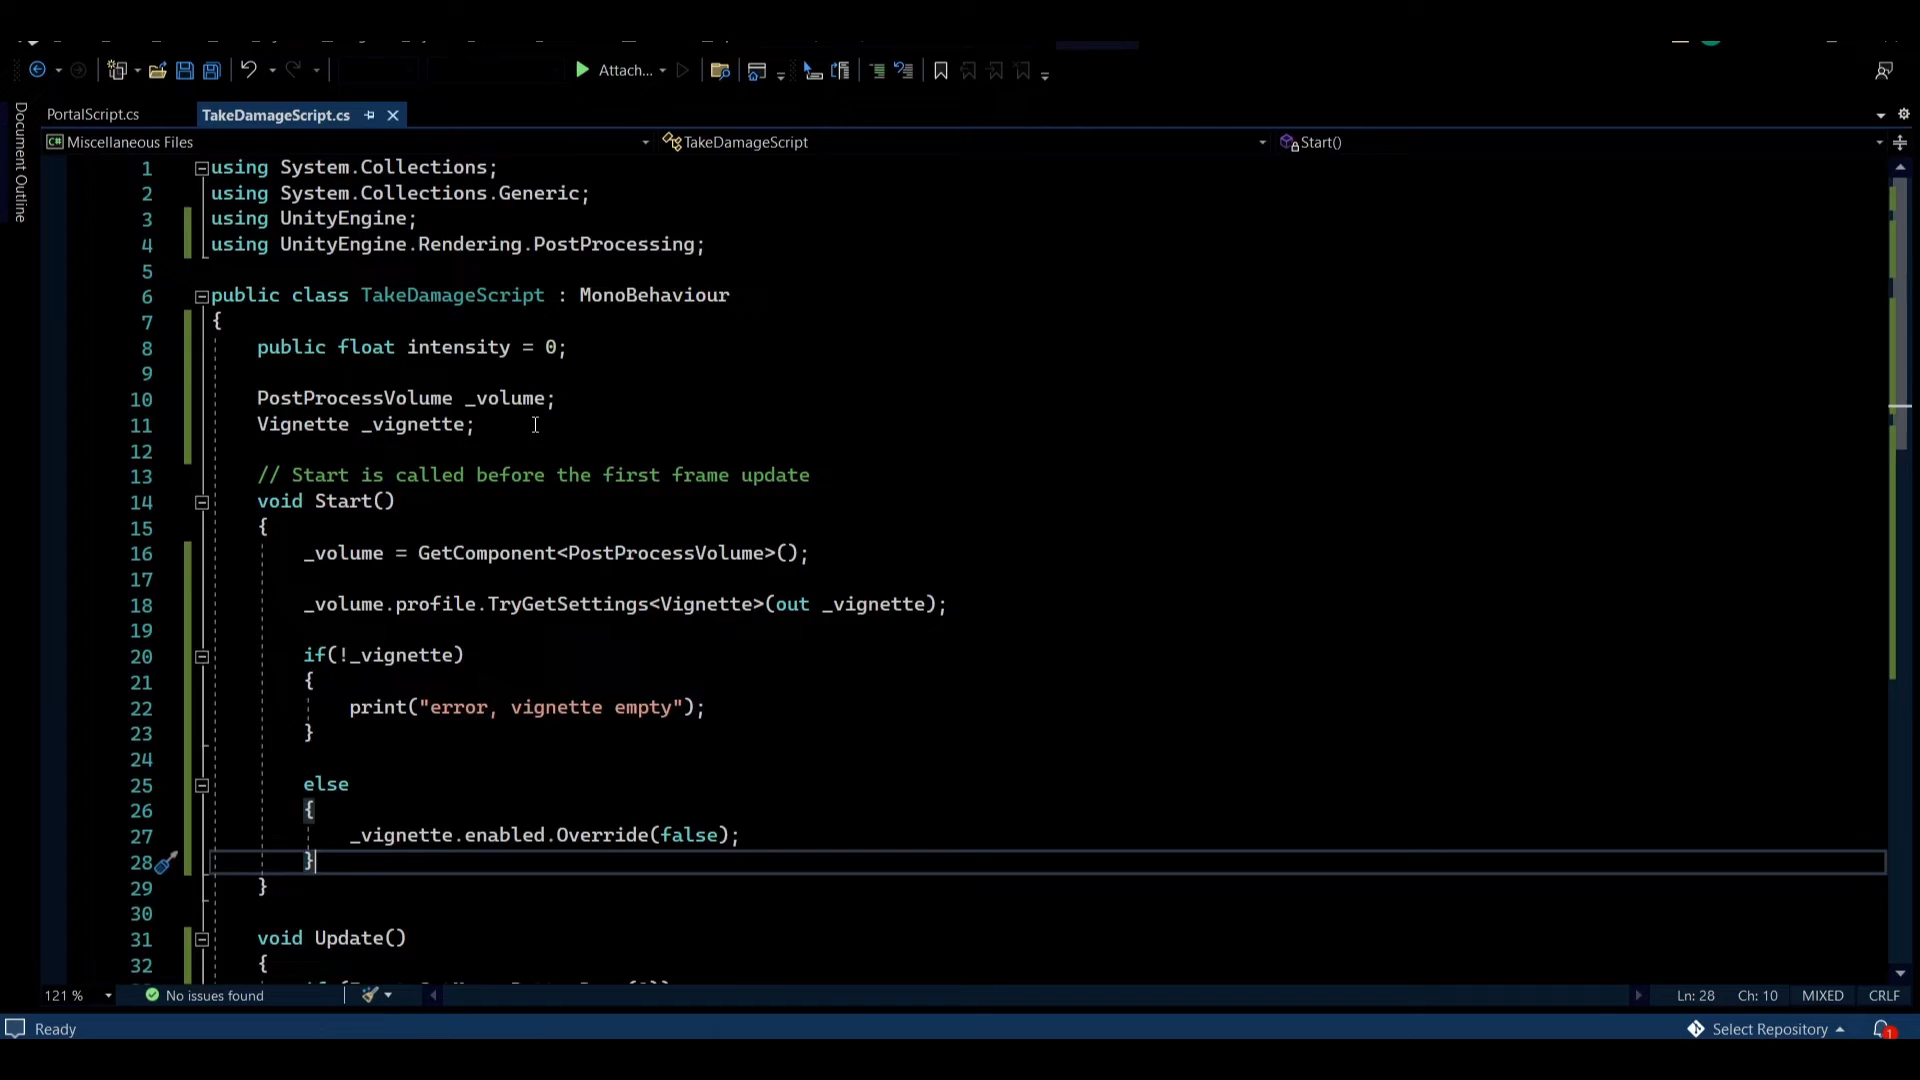 Attach...
PortalScript.cs
TakeDamageScript.cs
Document Outline
C# Miscellaneous Files
TakeDamageScript
Start()
1 using System.Collections;
2 using System.Collections.Generic;
3 using UnityEngine;
4 using UnityEngine.Rendering.PostProcessing;
5
6 public class TakeDamageScript : MonoBehaviour
7 {
8 public float intensity = 0;
9
10 PostProcessVolume _volume;
11 Vignette _vignette;
12
13 // Start is called before the first frame update
14 void Start()
15 {
16 _volume = GetComponent<PostProcessVolume>();
17
18 _volume.profile.TryGetSettings<Vignette>(out _vignette);
19
20 if(!_vignette)
21 {
22 print("error, vignette empty");
23 }
24
25 else
26 {
27 _vignette.enabled.Override(false);
28 }
29 }
30
31 void Update()
32 {
121 %
No issues found
Ln: 28 Ch: 10 MIXED CRLF
Ready
Select Repository
1